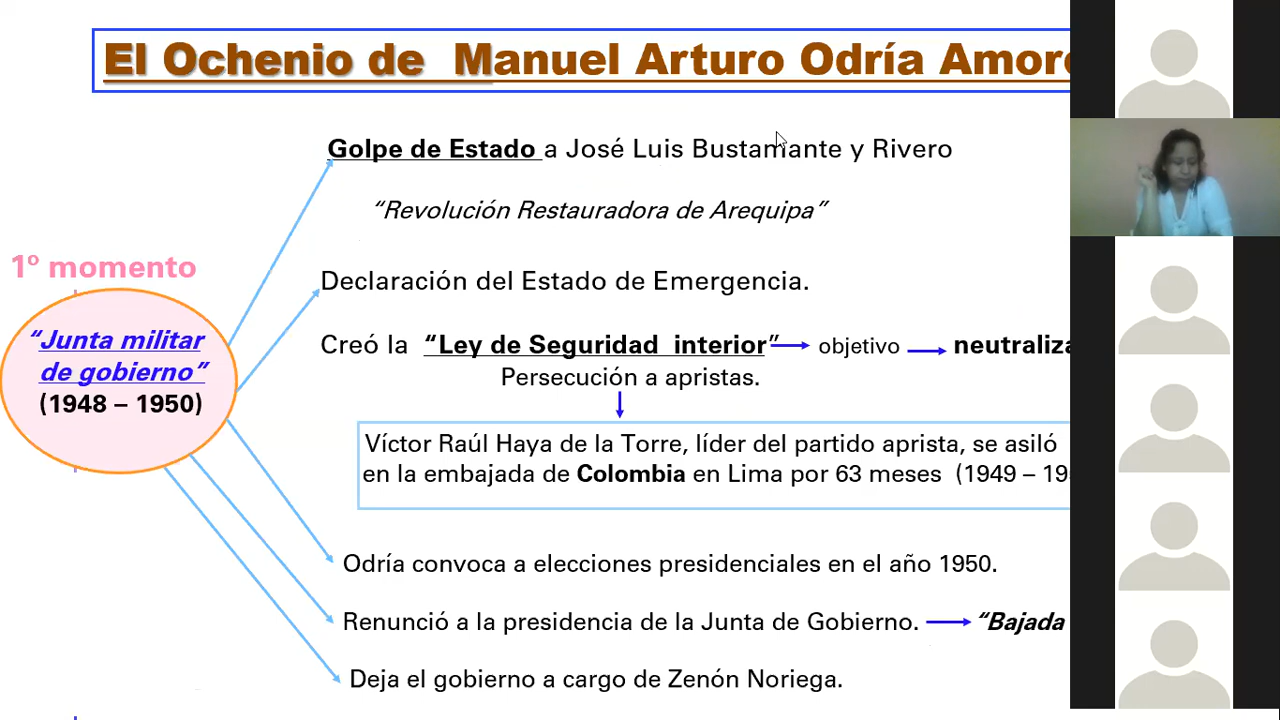 El Ochenio de Manuel Arturo Odría
Golpe de Estado a José Luis Bustamante y Rivero
“Revolución Restauradora de Arequipa”
1º momento
Declaración del Estado de Emergencia.
“Junta militar
de gobierno”
(1948 – 1950)
Creó la “Ley de Seguridad interior” objetivo
Persecución a apristas.
Víctor Raúl Haya de la Torre, líder del partido aprista, se asiló
en la embajada de Colombia en Lima por 63 meses (1949 –
Odría convoca a elecciones presidenciales en el año 1950.
Renunció a la presidencia de la Junta de Gobierno. “Bajada
Deja el gobierno a cargo de Zenón Noriega.